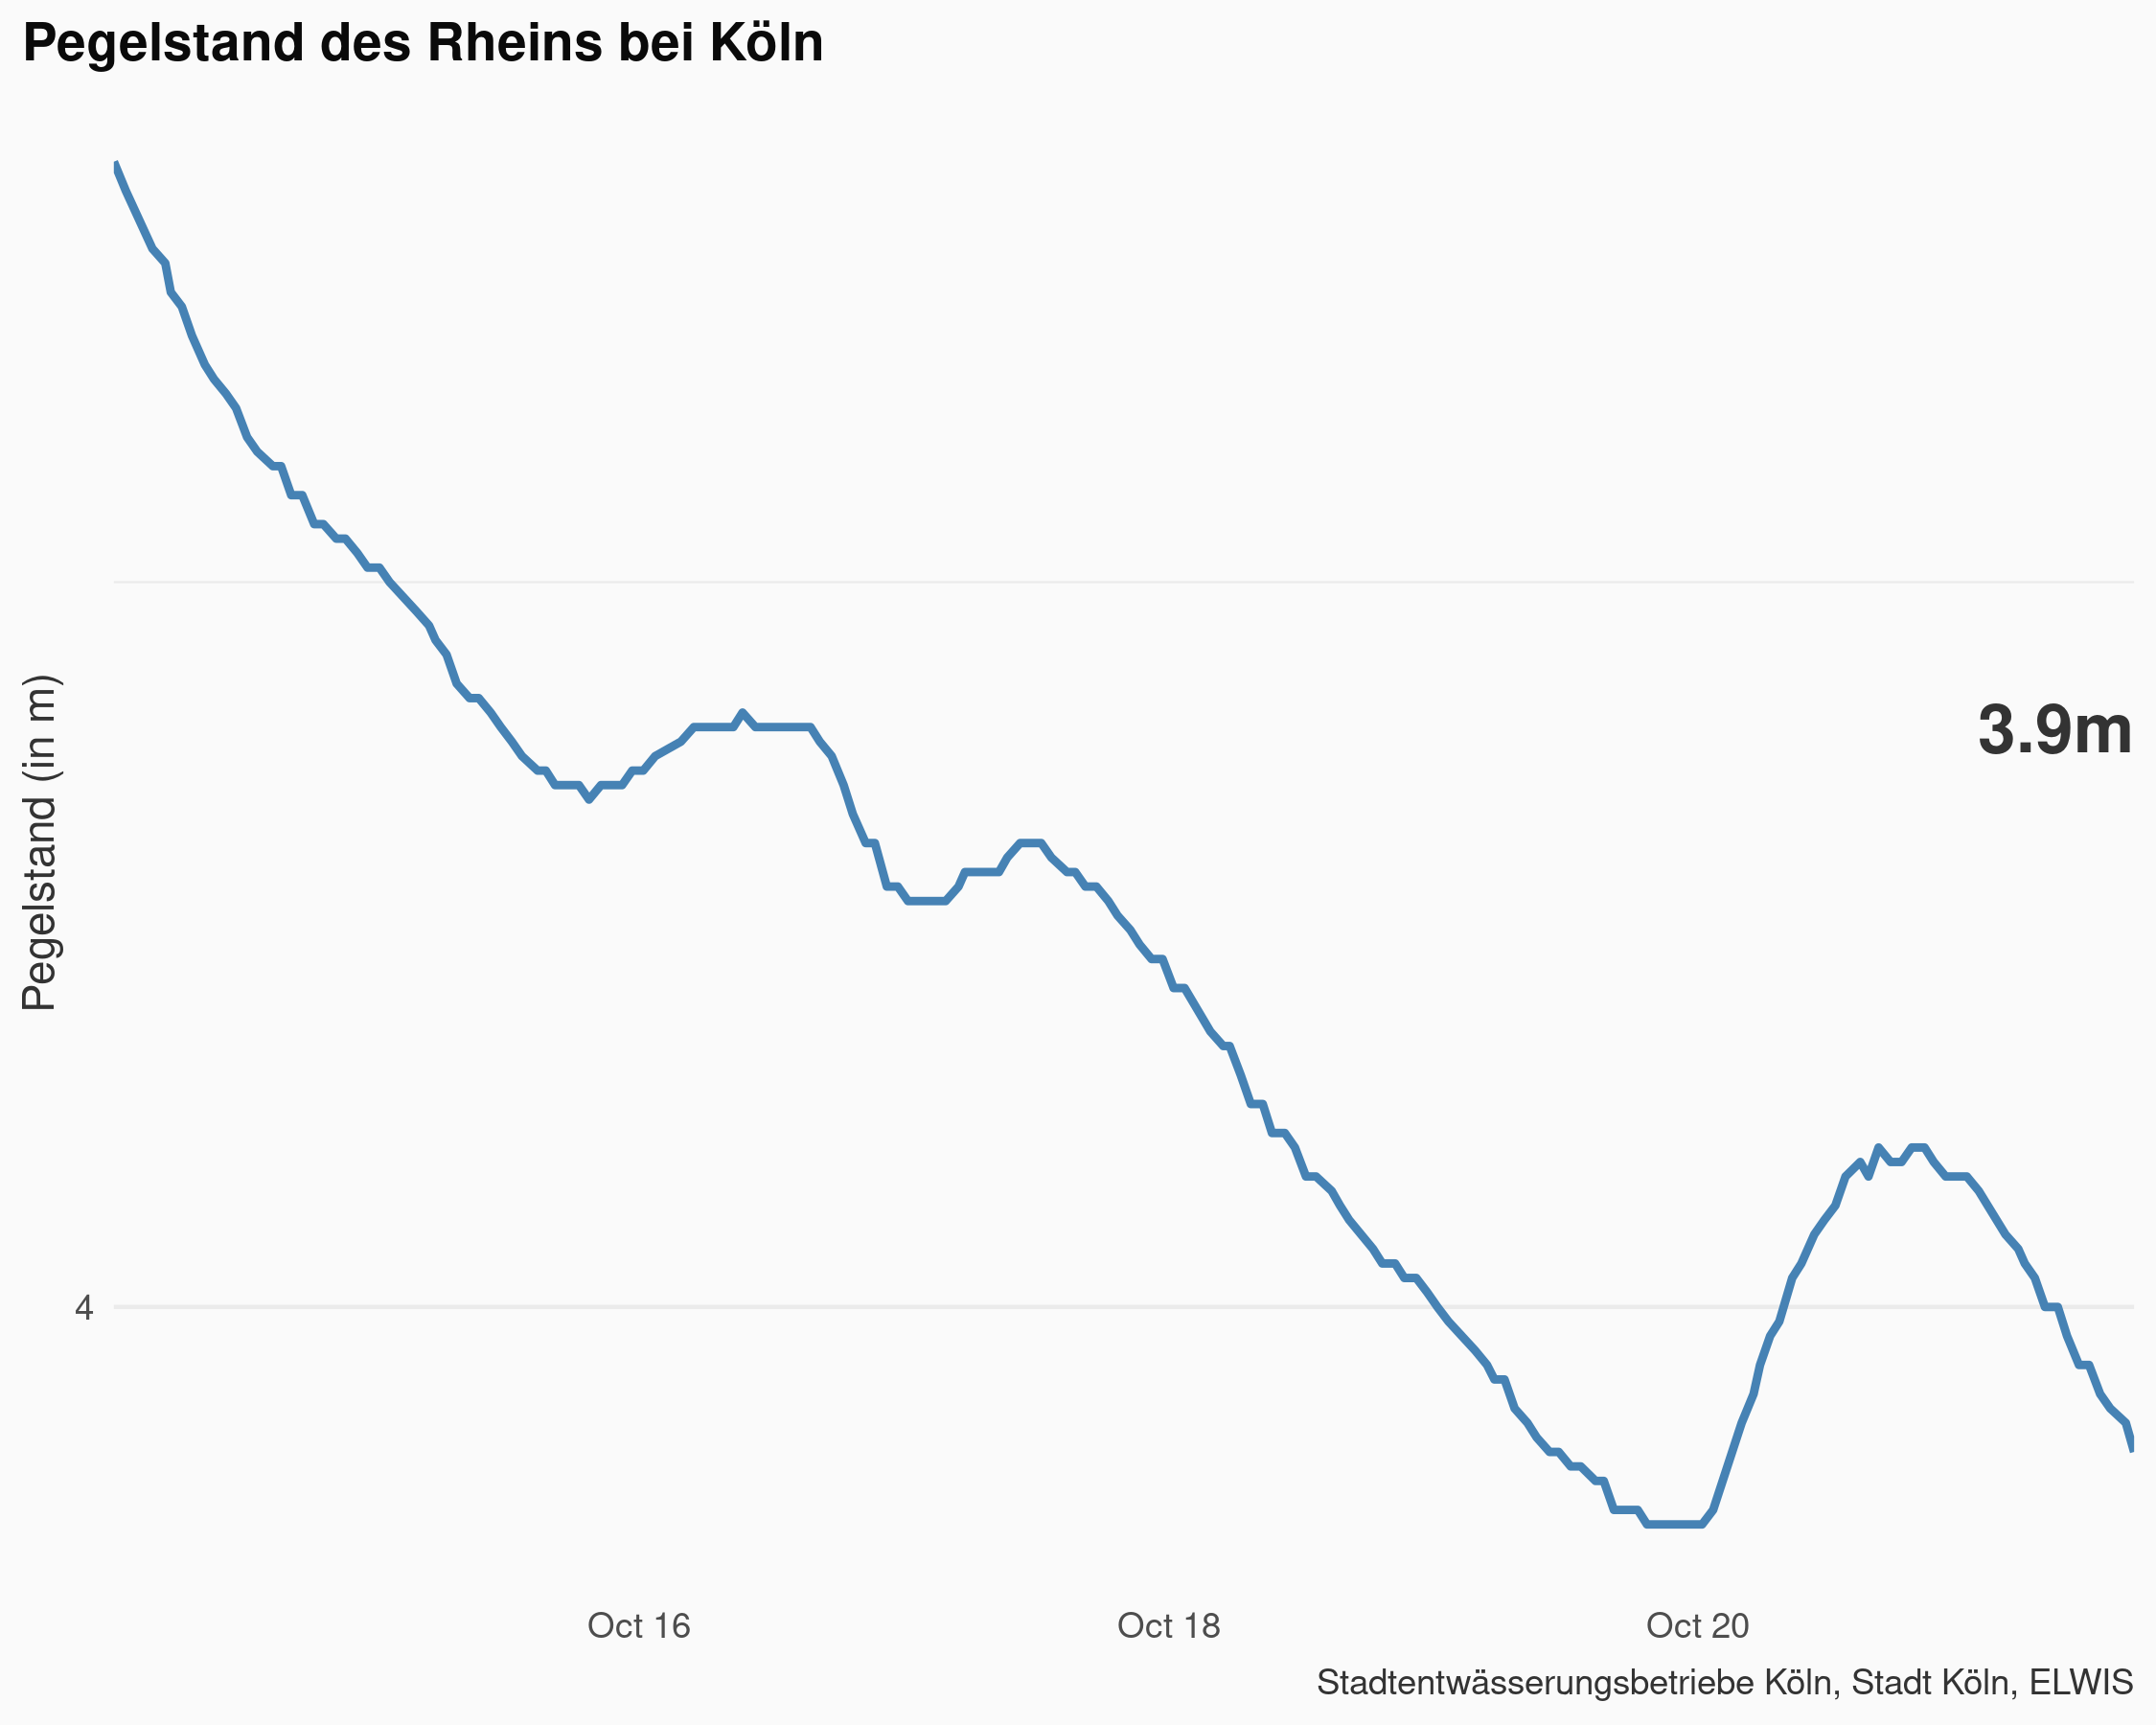 Pegelstand des Rheins bei Köln
Pegelstand (in m)
3.9m
4
Oct 16
Oct 18
Oct 20
Stadtentwässerungsbetriebe Köln, Stadt Köln, ELWIS